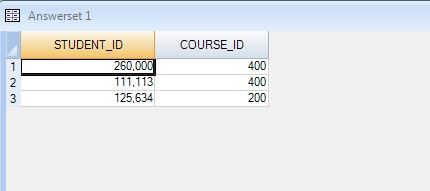 Answerset 1
STUDENT_ID COURSE_ID
1 260,000 400
2 111,113 400
3 125,634 200